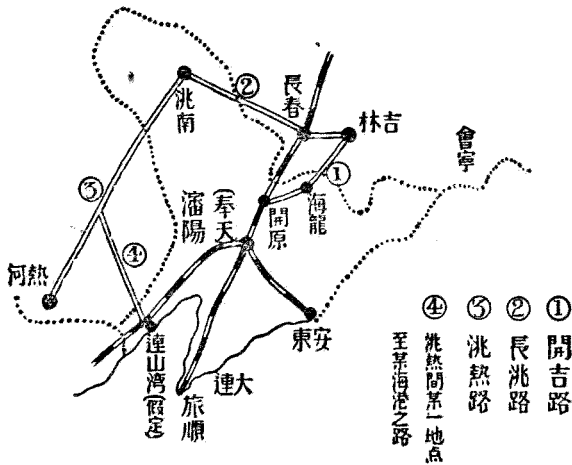 ②
長春
吉林
洮南
會寧
①
海龍
③
瀋陽
(奉天)
開原
④
熱河
安東
連山湾(假定)
大連
旅順
① 開吉路
② 長洮路
③ 洮熱路
④ 洮熱間某一地点
至某海港之路